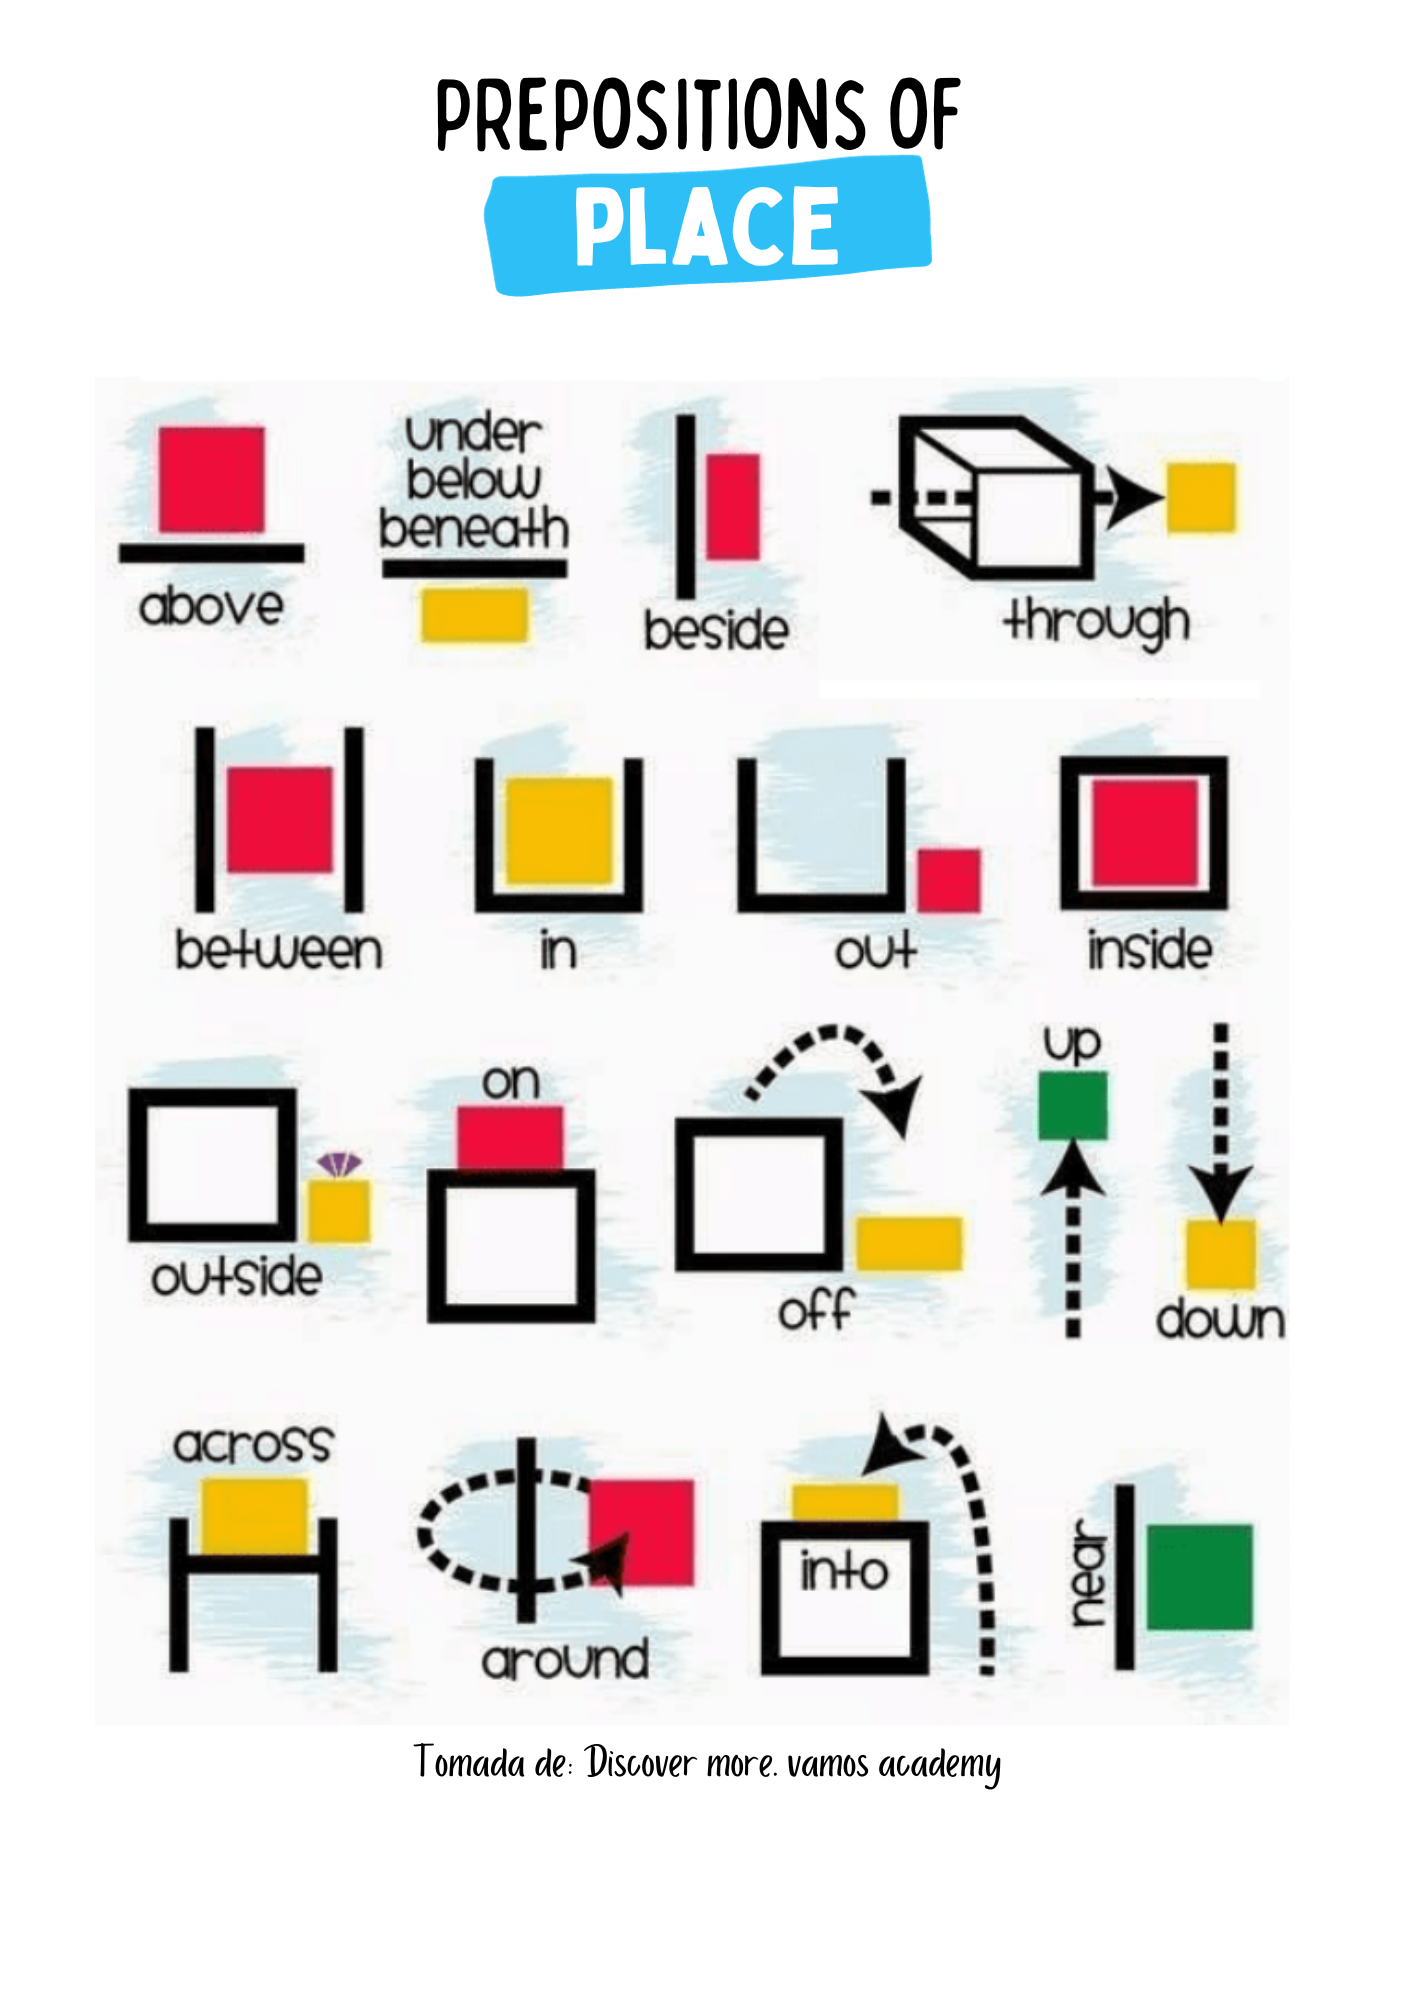 PREPOSITIONS OF
PLACE
above
under
below
beneath
beside
through
between
in
out
inside
outside
on
off
up
down
across
around
into
near
Tomada de: Discover more. vamos academy